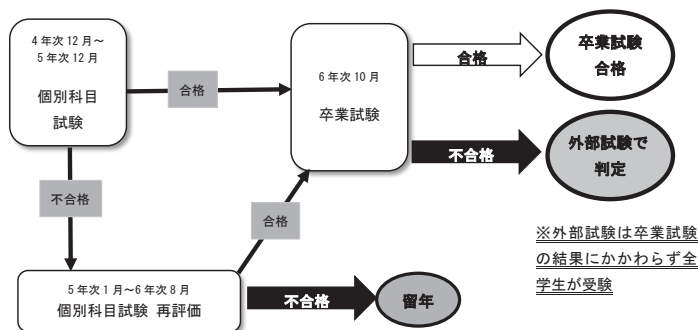 4年次12月～
5年次12月
個別科目
試験
合格
6年次10月
卒業試験
合格
卒業試験
合格
不合格
外部試験で
判定
不合格
合格
※外部試験は卒業試験
の結果にかかわらず全
学生が受験
5年次1月～6年次8月
個別科目試験 再評価
不合格
留年